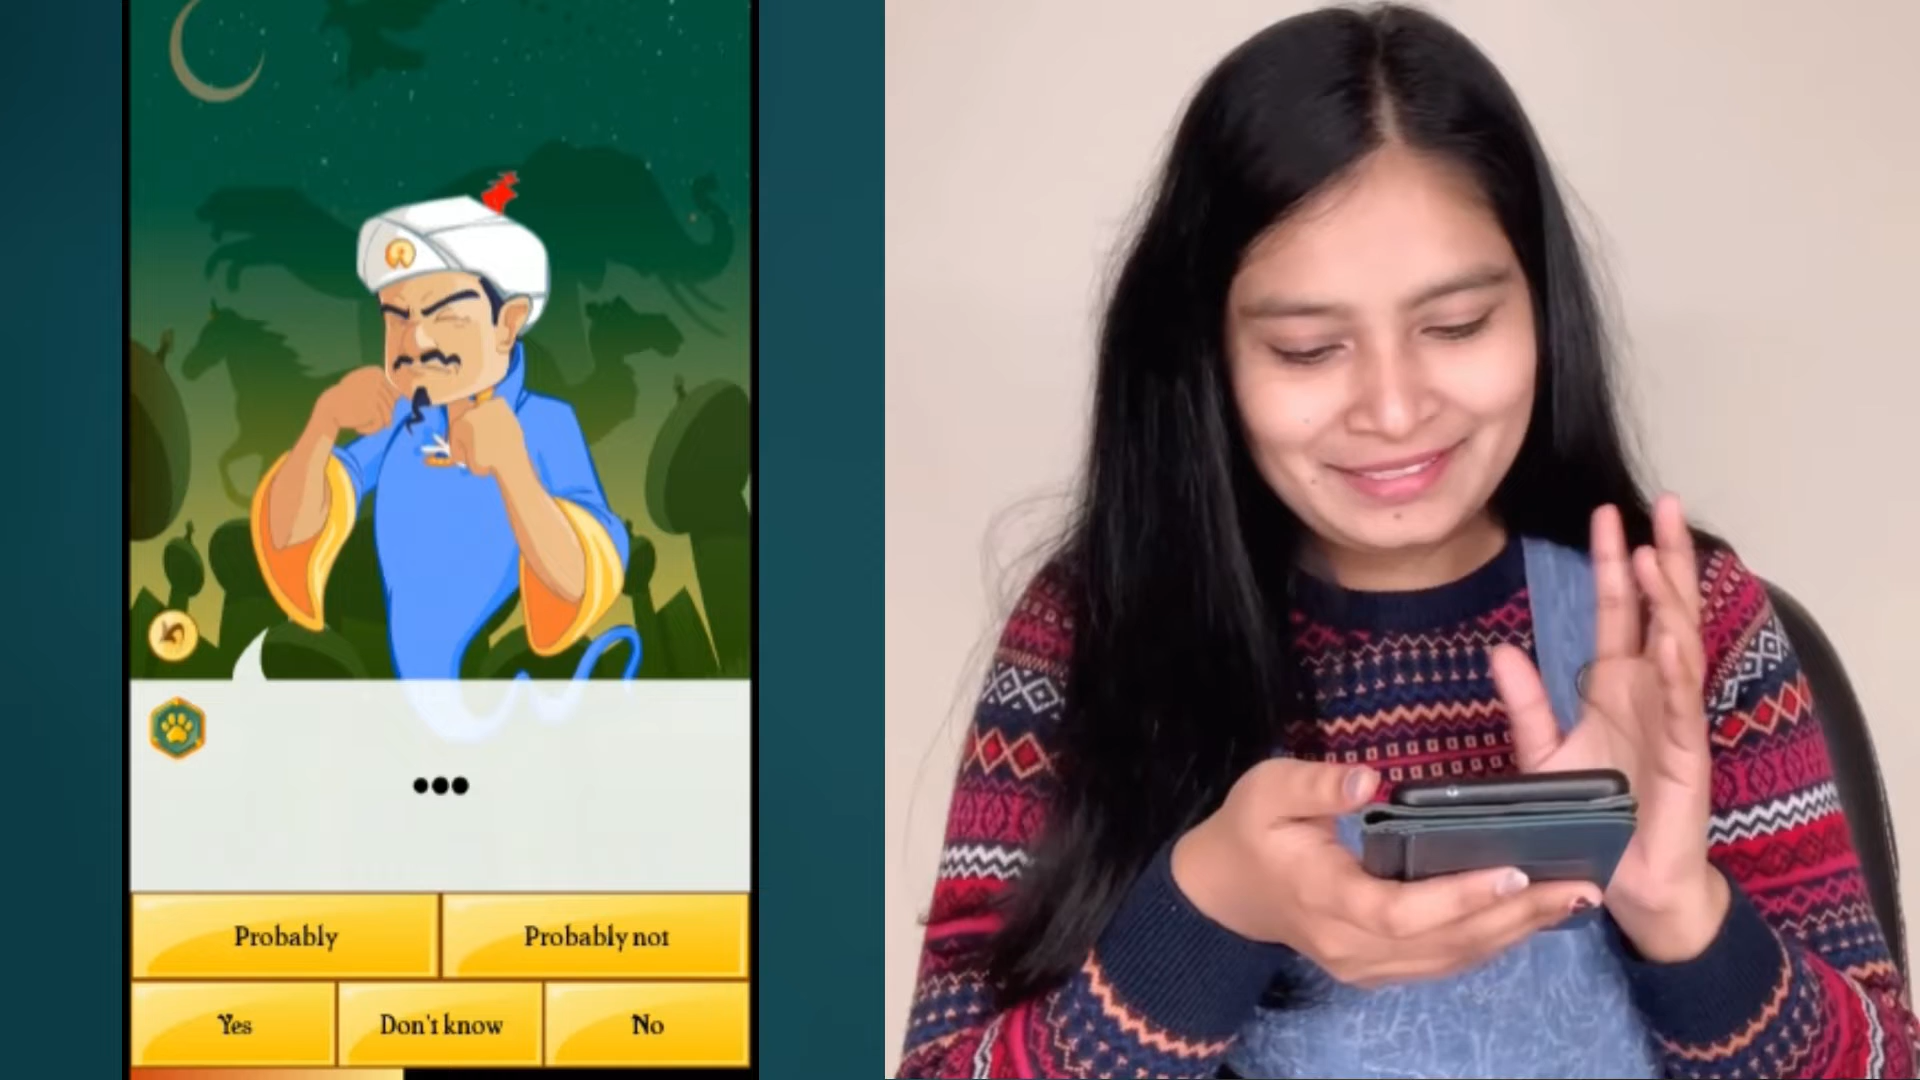 •••
Probably
Probably not
Yes
Don't know
No